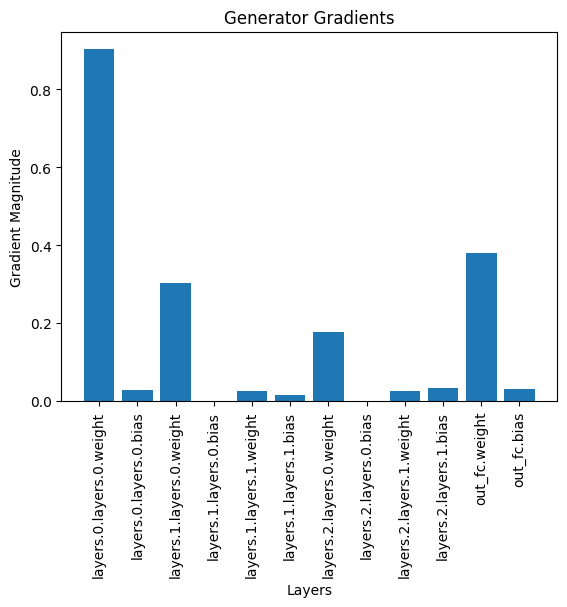 Generator Gradients
Gradient Magnitude
0.8
0.6
0.4
0.2
0.0
layers.0.layers.0.weight
layers.0.layers.0.bias
layers.1.layers.0.weight
layers.1.layers.0.bias
layers.1.layers.1.weight
layers.1.layers.1.bias
layers.2.layers.0.weight
layers.2.layers.0.bias
layers.2.layers.1.weight
layers.2.layers.1.bias
out_fc.weight
out_fc.bias
Layers